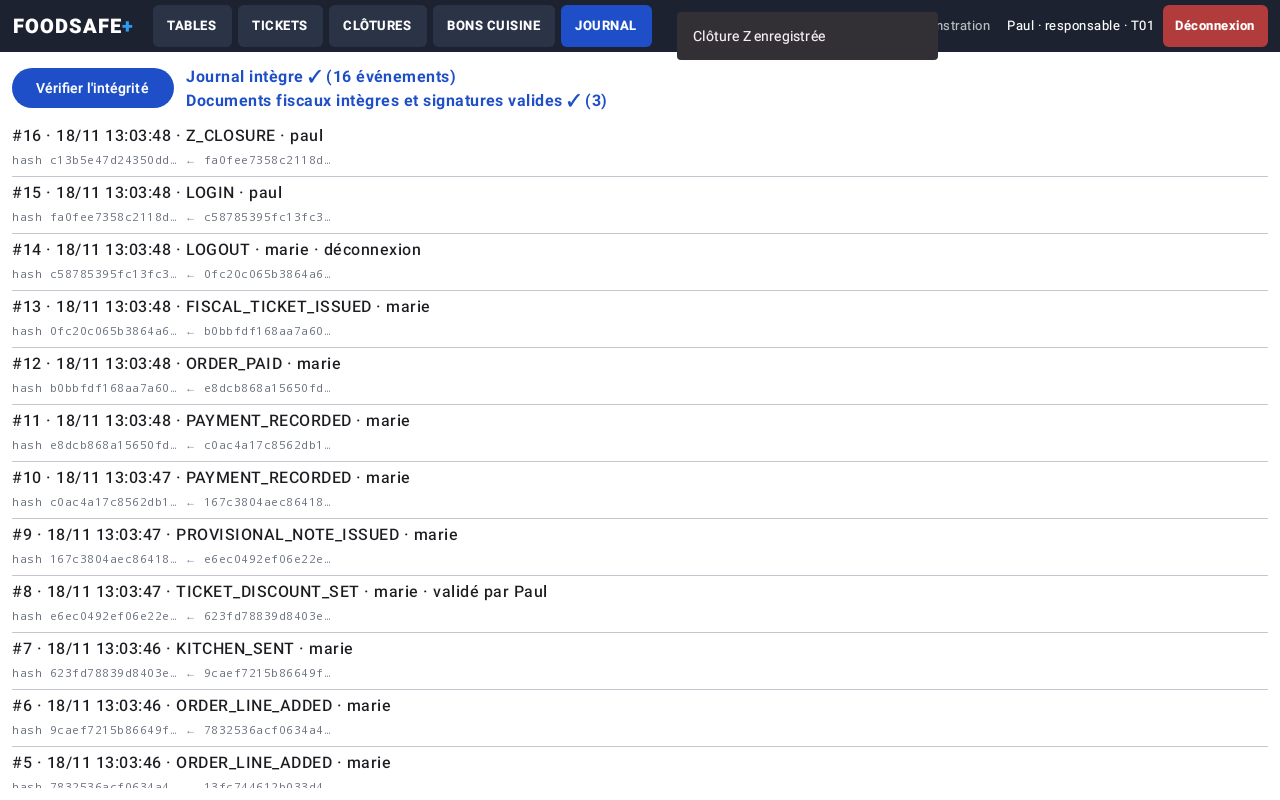 FOODSAFE+ TABLES TICKETS CLÔTURES BONS CUISINE JOURNAL Clôture Z enregistrée Paul · responsable · T01 Déconnexion
Vérifier l'intégrité
Journal intègre ✓ (16 événements)
Documents fiscaux intègres et signatures valides ✓ (3)
#16 · 18/11 13:03:48 · Z_CLOSURE · paul
hash c13b5e47d24350dd… ← fa0fee7358c2118d…
#15 · 18/11 13:03:48 · LOGIN · paul
hash fa0fee7358c2118d… ← c58785395fc13fc3…
#14 · 18/11 13:03:48 · LOGOUT · marie · déconnexion
hash c58785395fc13fc3… ← 0fc20c065b3864a6…
#13 · 18/11 13:03:48 · FISCAL_TICKET_ISSUED · marie
hash 0fc20c065b3864a6… ← b0bbfdf168aa7a60…
#12 · 18/11 13:03:48 · ORDER_PAID · marie
hash b0bbfdf168aa7a60… ← e8dcb868a15650fd…
#11 · 18/11 13:03:48 · PAYMENT_RECORDED · marie
hash e8dcb868a15650fd… ← c0ac4a17c8562db1…
#10 · 18/11 13:03:47 · PAYMENT_RECORDED · marie
hash c0ac4a17c8562db1… ← 167c3804aec86418…
#9 · 18/11 13:03:47 · PROVISIONAL_NOTE_ISSUED · marie
hash 167c3804aec86418… ← e6ec0492ef06e22e…
#8 · 18/11 13:03:47 · TICKET_DISCOUNT_SET · marie · validé par Paul
hash e6ec0492ef06e22e… ← 623fd78839d8403e…
#7 · 18/11 13:03:46 · KITCHEN_SENT · marie
hash 623fd78839d8403e… ← 9caef7215b86649f…
#6 · 18/11 13:03:46 · ORDER_LINE_ADDED · marie
hash 9caef7215b86649f… ← 7832536acf0634a4…
#5 · 18/11 13:03:46 · ORDER_LINE_ADDED · marie
hash 7832536acf0634a4… ← 13fc744612b033d4…